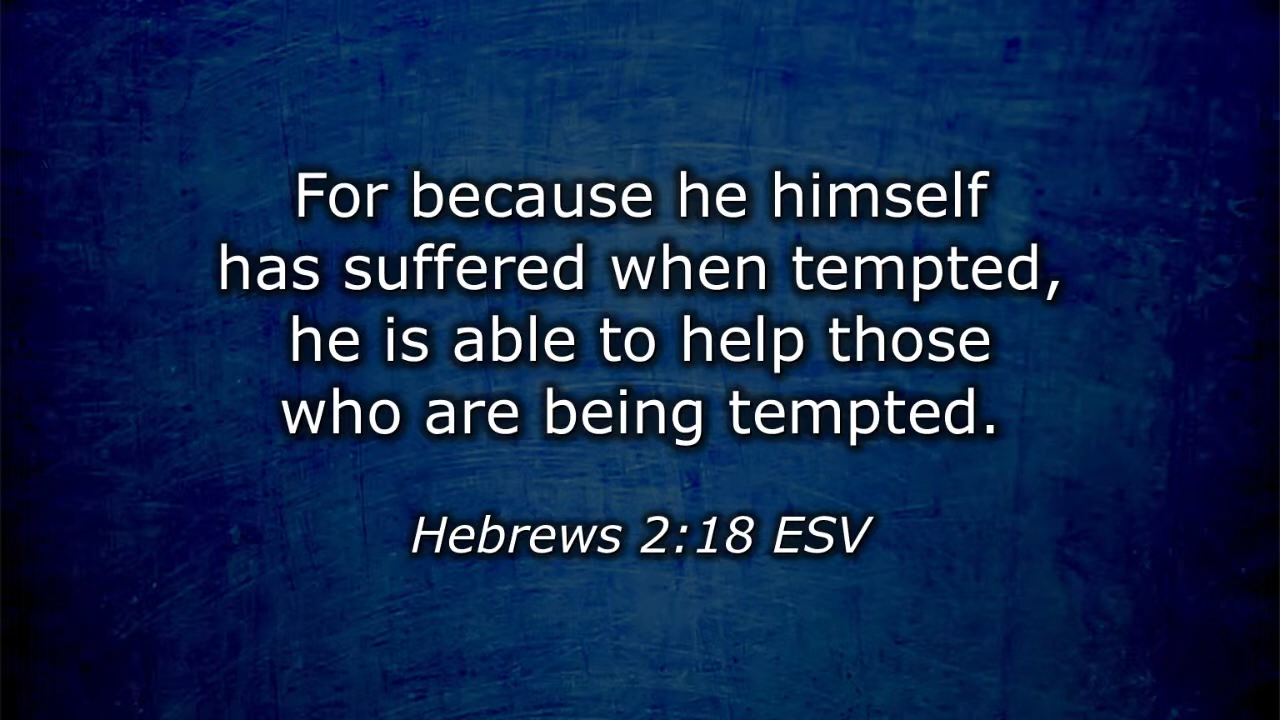 For because he himself
has suffered when tempted,
he is able to help those
who are being tempted.
Hebrews 2:18 ESV